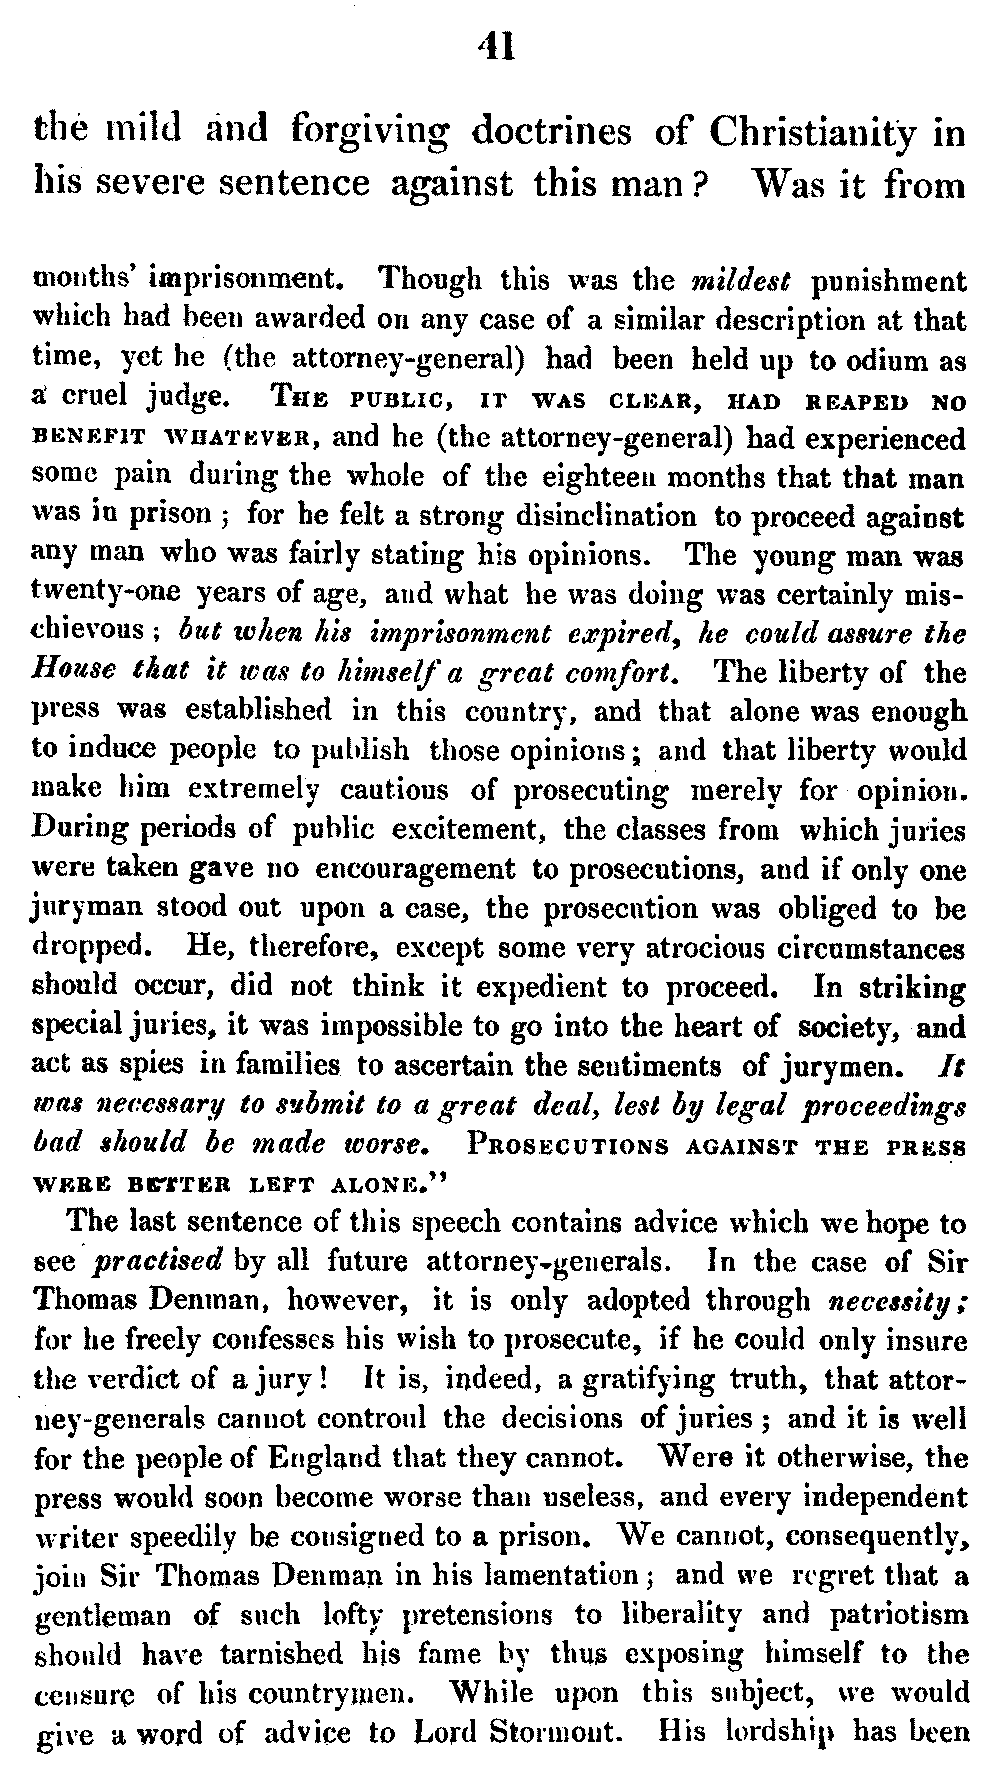 41
the mild and forgiving doctrines of Christianity in
his severe sentence against this man? Was it from
months' imprisonment. Though this was the mildest punishment
which had been awarded on any case of a similar description at that
time, yet he (the attorney-general) had been held up to odium as
a cruel judge. THE PUBLIC, IT WAS CLEAR, HAD REAPED NO
BENEFIT WHATEVER, and he (the attorney-general) had experienced
some pain during the whole of the eighteen months that that man
was in prison; for he felt a strong disinclination to proceed against
any man who was fairly stating his opinions. The young man was
twenty-one years of age, and what he was doing was certainly mis-
chievous; but when his imprisonment expired, he could assure the
House that it was to himself a great comfort. The liberty of the
press was established in this country, and that alone was enough
to induce people to publish those opinions; and that liberty would
make him extremely cautious of prosecuting merely for opinion.
During periods of public excitement, the classes from which juries
were taken gave no encouragement to prosecutions, and if only one
juryman stood out upon a case, the prosecution was obliged to be
dropped. He, therefore, except some very atrocious circumstances
should occur, did not think it expedient to proceed. In striking
special juries, it was impossible to go into the heart of society, and
act as spies in families to ascertain the sentiments of jurymen. It
was necessary to submit to a great deal, lest by legal proceedings
bad should be made worse. PROSECUTIONS AGAINST THE PRESS
WERE BETTER LEFT ALONE."
The last sentence of this speech contains advice which we hope to
see practised by all future attorney-generals. In the case of Sir
Thomas Denman, however, it is only adopted through necessity;
for he freely confesses his wish to prosecute, if he could only insure
the verdict of a jury! It is, indeed, a gratifying truth, that attor-
ney-generals cannot controul the decisions of juries; and it is well
for the people of England that they cannot. Were it otherwise, the
press would soon become worse than useless, and every independent
writer speedily be consigned to a prison. We cannot, consequently,
join Sir Thomas Denman in his lamentation; and we regret that a
gentleman of such lofty pretensions to liberality and patriotism
should have tarnished his fame by thus exposing himself to the
censure of his countrymen. While upon this subject, we would
give a word of advice to Lord Stormont. His lordship has been